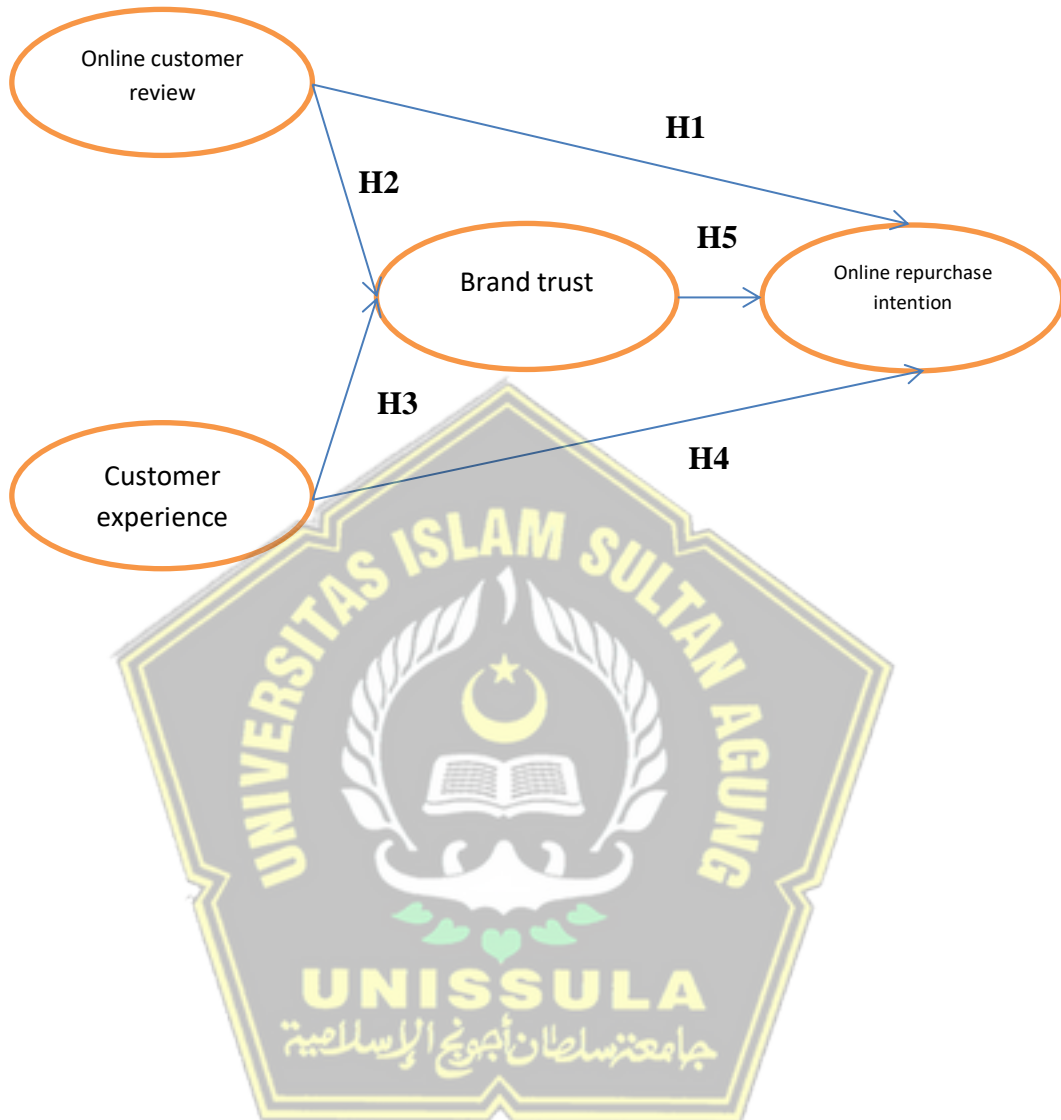 Online customer
review
H1
H2
H5
Brand trust
Online repurchase
intention
H3
H4
Customer
experience
UNIVERSITAS ISLAM SULTAN AGUNG
UNISSULA
جامعة سلطان أجونج الإسلامية